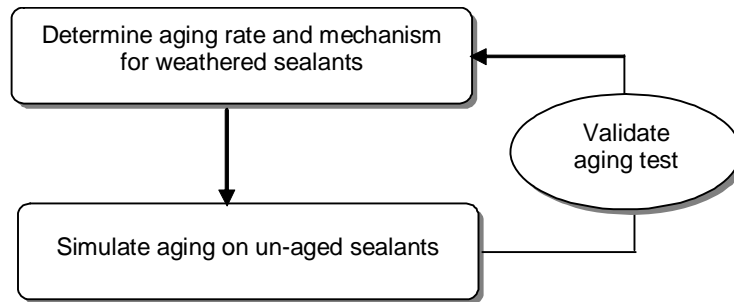 Determine aging rate and mechanism
for weathered sealants
Validate
aging test
Simulate aging on un-aged sealants